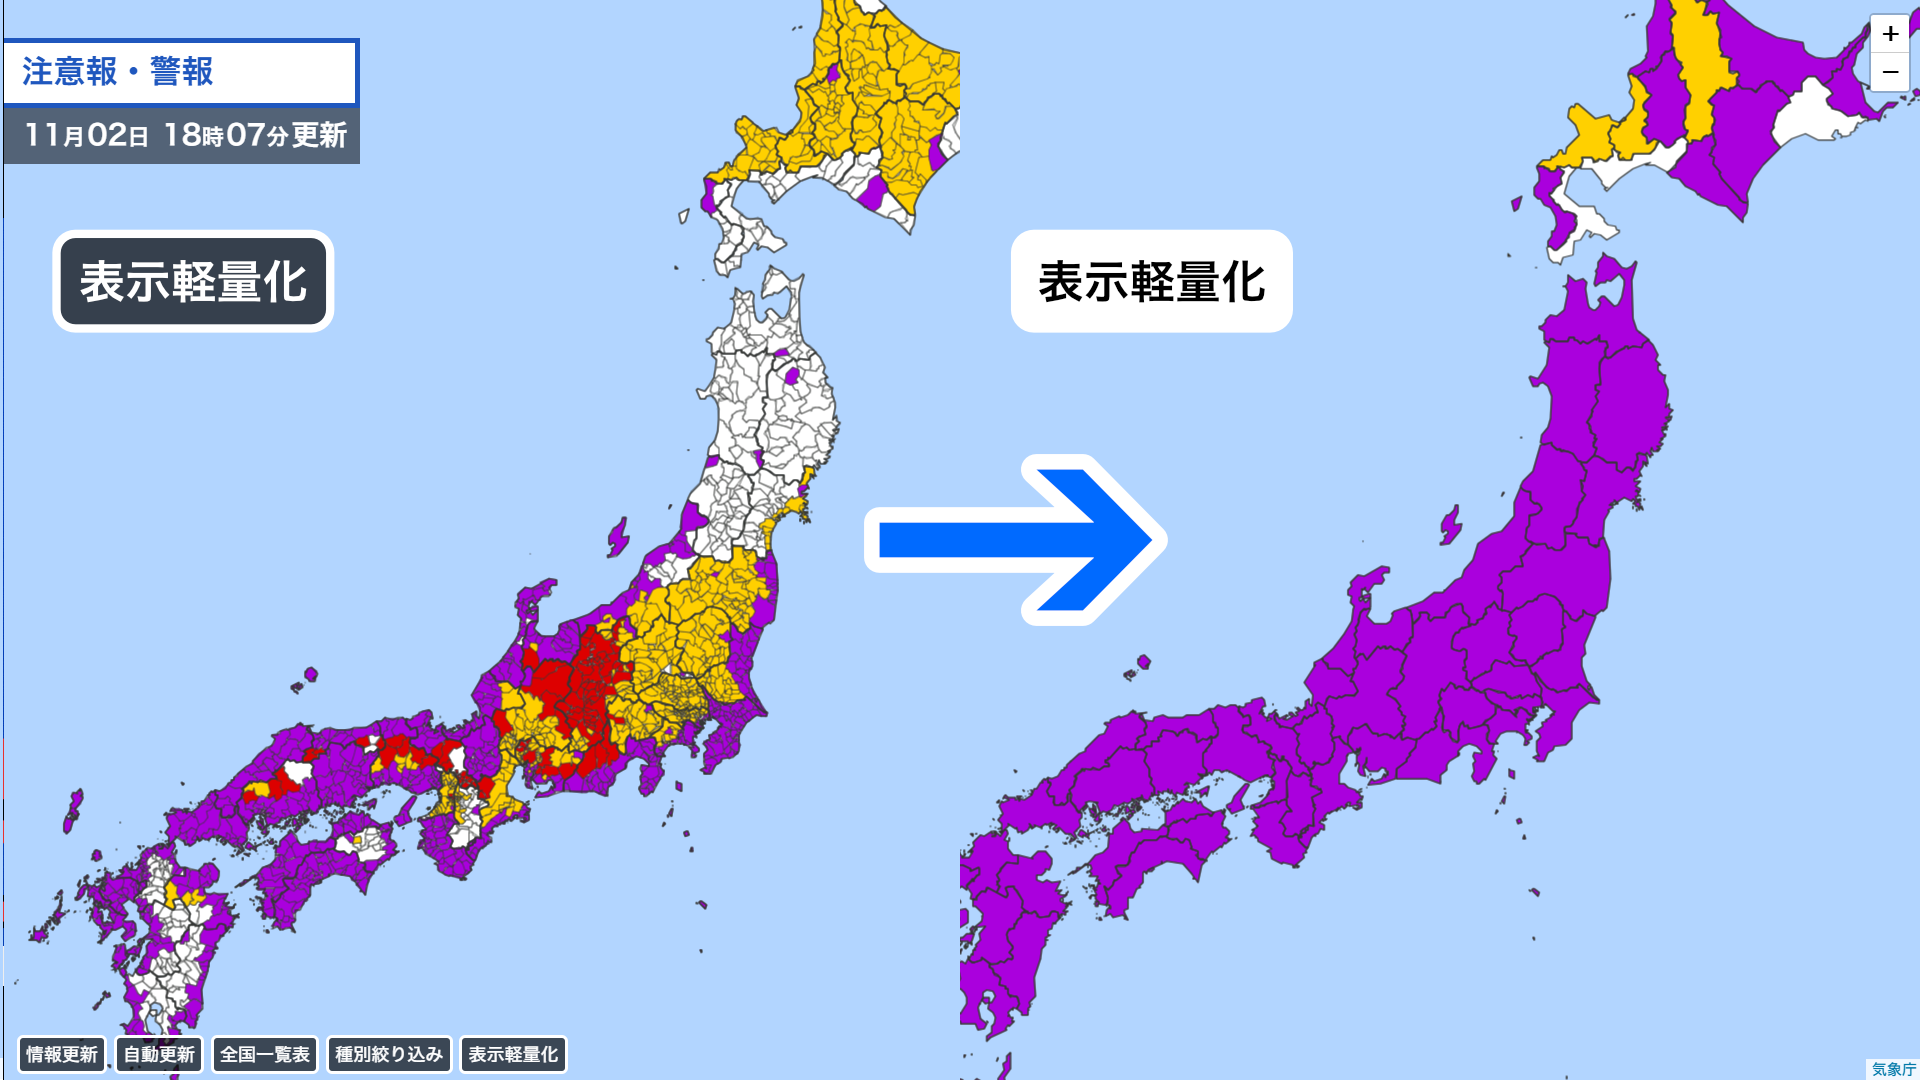 注意報・警報
11月02日 18時07分更新
表示軽量化
表示軽量化
+
−
情報更新
自動更新
全国一覧表
種別絞り込み
表示軽量化
気象庁